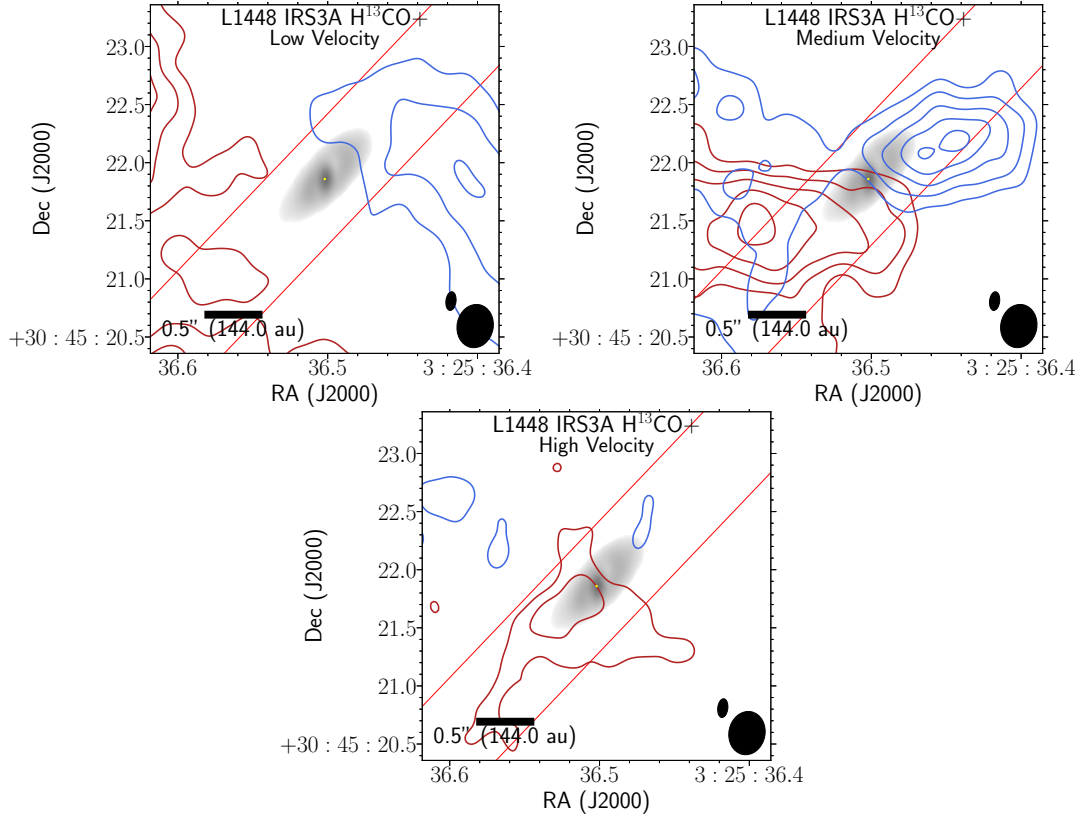 L1448 IRS3A H¹³CO+
Low Velocity
23.0
22.5
22.0
21.5
21.0
+30 : 45 : 20.5
Dec (J2000)
0.5" (144.0 au)
36.6
36.5
3 : 25 : 36.4
RA (J2000)
L1448 IRS3A H¹³CO+
Medium Velocity
23.0
22.5
22.0
21.5
21.0
+30 : 45 : 20.5
Dec (J2000)
0.5" (144.0 au)
36.6
36.5
3 : 25 : 36.4
RA (J2000)
L1448 IRS3A H¹³CO+
High Velocity
23.0
22.5
22.0
21.5
21.0
+30 : 45 : 20.5
Dec (J2000)
0.5" (144.0 au)
36.6
36.5
3 : 25 : 36.4
RA (J2000)